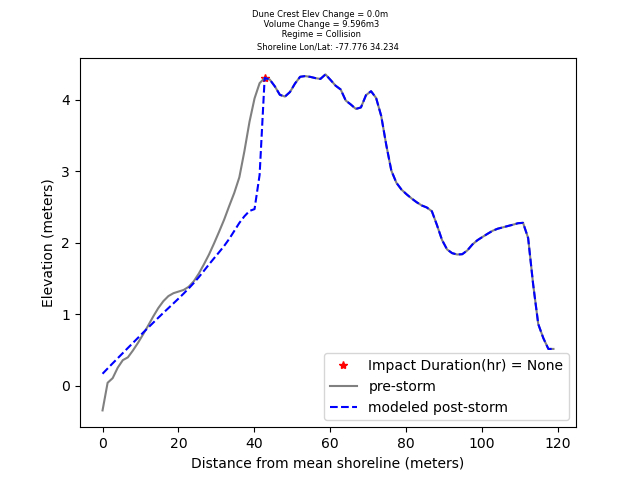 Dune Crest Elev Change = 0.0m
Volume Change = 9.596m3
Regime = Collision
Shoreline Lon/Lat: -77.776 34.234
4
3
2
1
0
Elevation (meters)
Impact Duration(hr) = None
pre-storm
modeled post-storm
0 20 40 60 80 100 120
Distance from mean shoreline (meters)